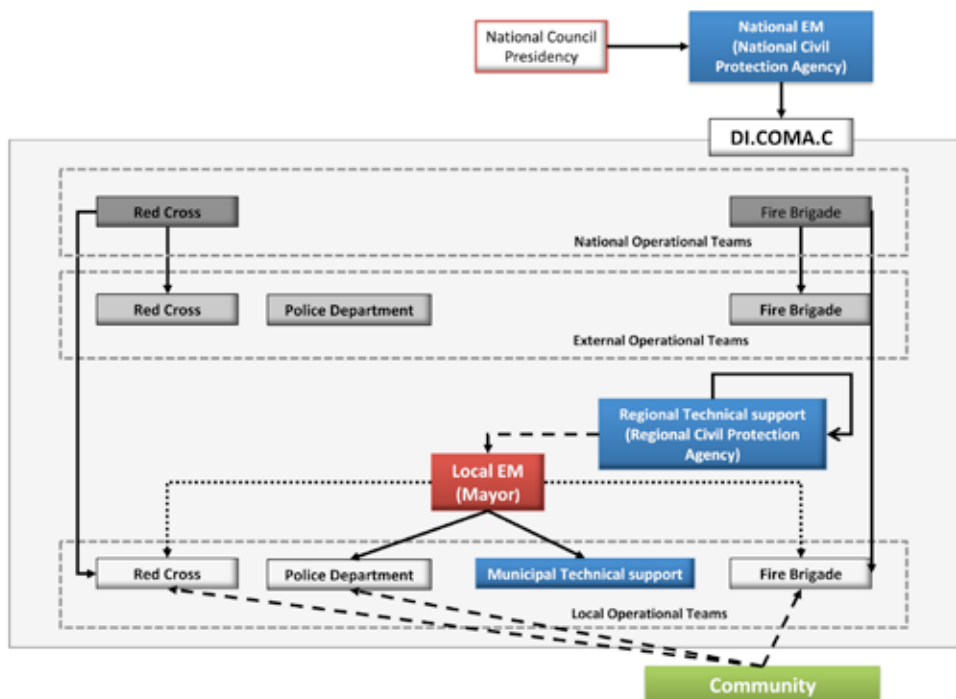 National Council
Presidency
National EM
(National Civil
Protection Agency)
DI.COMA.C
Red Cross
Fire Brigade
National Operational Teams
Red Cross
Police Department
Fire Brigade
External Operational Teams
Regional Technical support
(Regional Civil Protection
Agency)
Local EM
(Mayor)
Red Cross
Police Department
Municipal Technical support
Fire Brigade
Local Operational Teams
Community